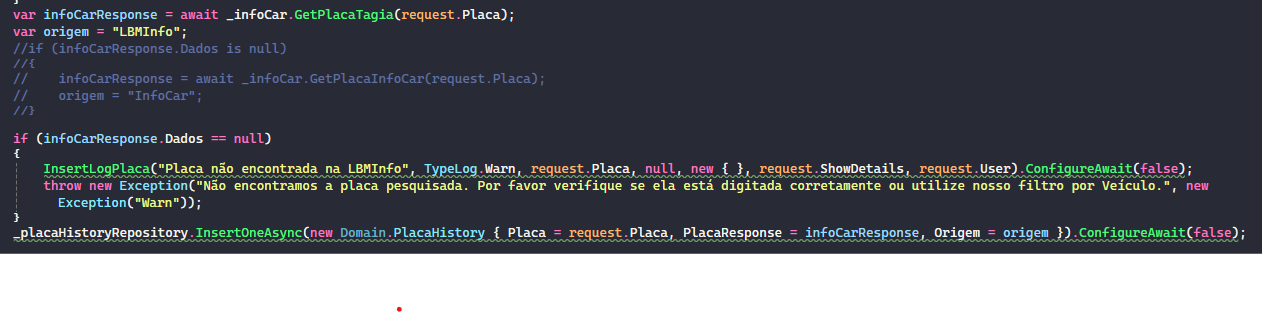 var infoCarResponse = await _infoCar.GetPlacaTagia(request.Placa);
var origem = "LBMInfo";
//if (infoCarResponse.Dados is null)
//{
//    infoCarResponse = await _infoCar.GetPlacaInfoCar(request.Placa);
//    origem = "InfoCar";
//}
if (infoCarResponse.Dados == null)
{
InsertLogPlaca("Placa não encontrada na LBMInfo", TypeLog.Warn, request.Placa, null, new { }, request.ShowDetails, request.User).ConfigureAwait(false);
throw new Exception("Não encontramos a placa pesquisada. Por favor verifique se ela está digitada corretamente ou utilize nosso filtro por Veículo.", new
Exception("Warn"));
}
_placaHistoryRepository.InsertOneAsync(new Domain.PlacaHistory { Placa = request.Placa, PlacaResponse = infoCarResponse, Origem = origem }).ConfigureAwait(false);